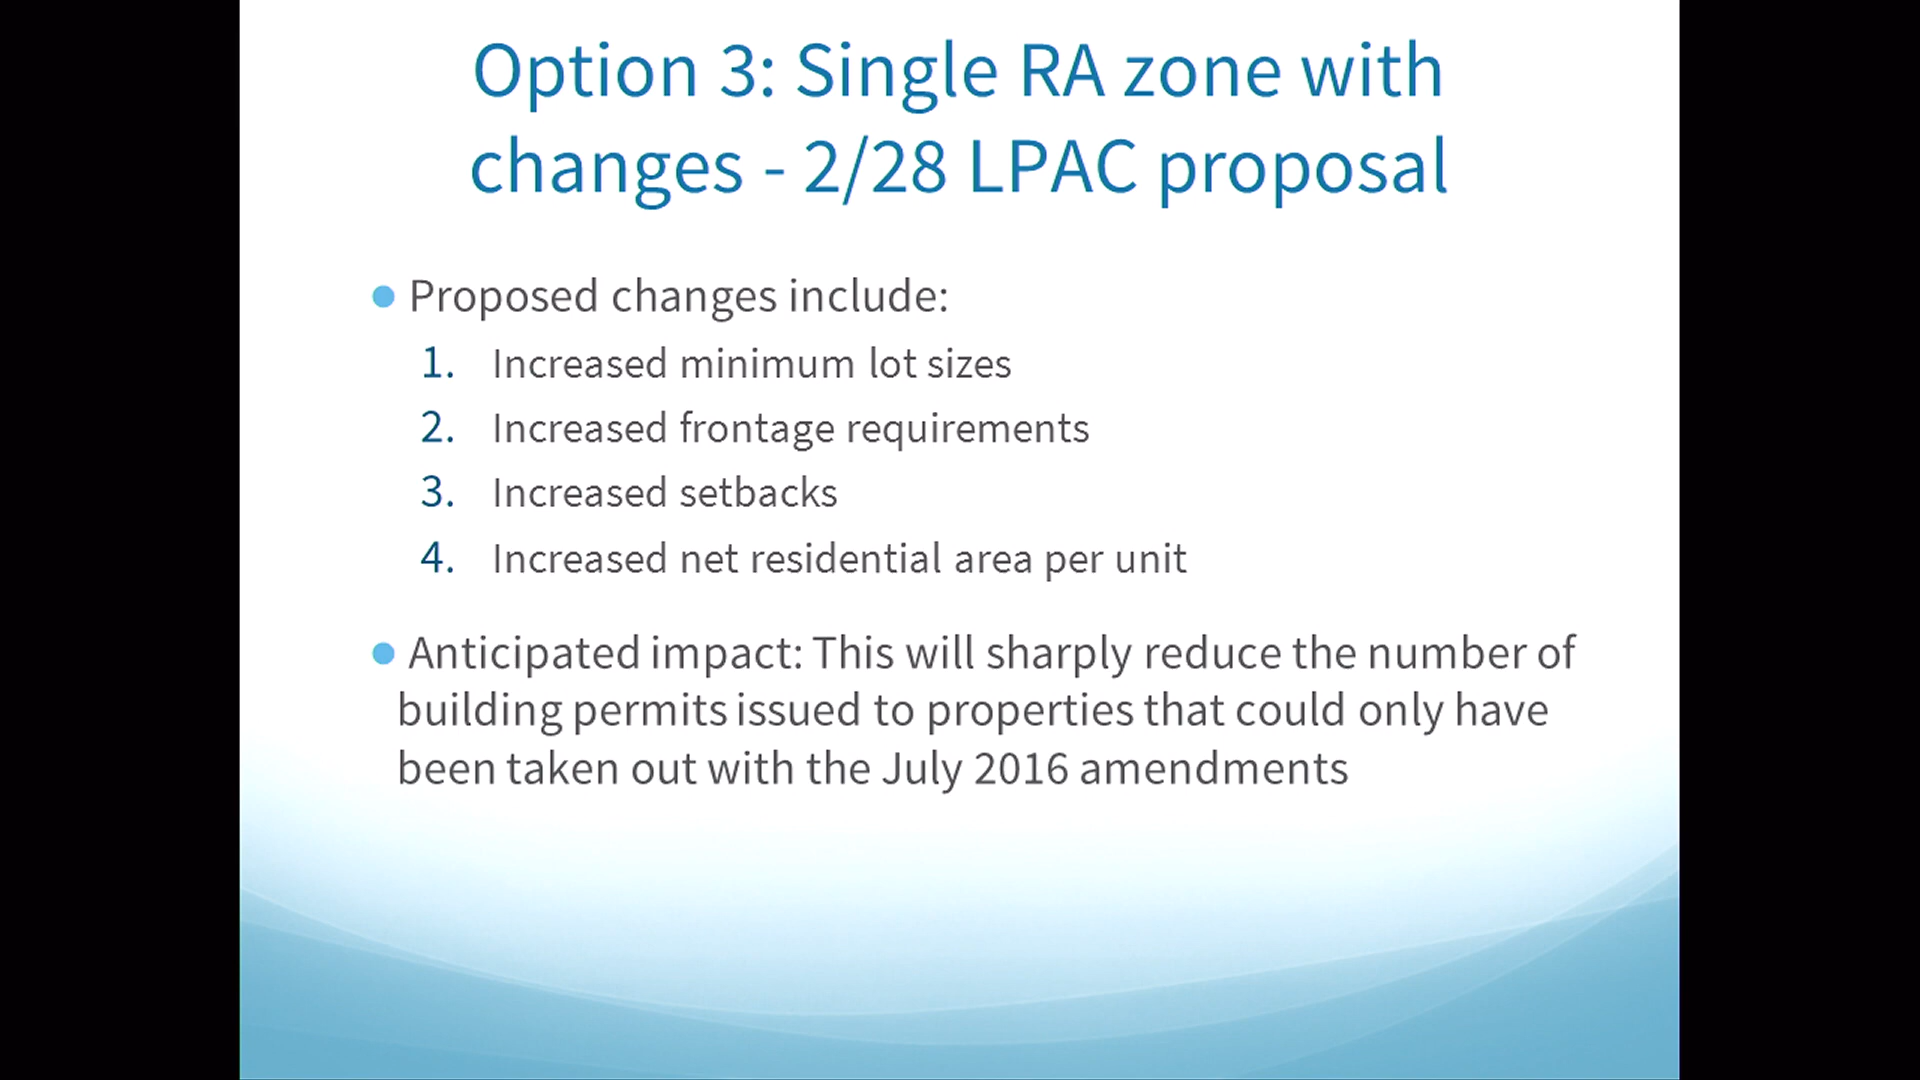 Option 3: Single RA zone with
changes - 2/28 LPAC proposal
Proposed changes include:
1. Increased minimum lot sizes
2. Increased frontage requirements
3. Increased setbacks
4. Increased net residential area per unit
Anticipated impact: This will sharply reduce the number of
building permits issued to properties that could only have
been taken out with the July 2016 amendments